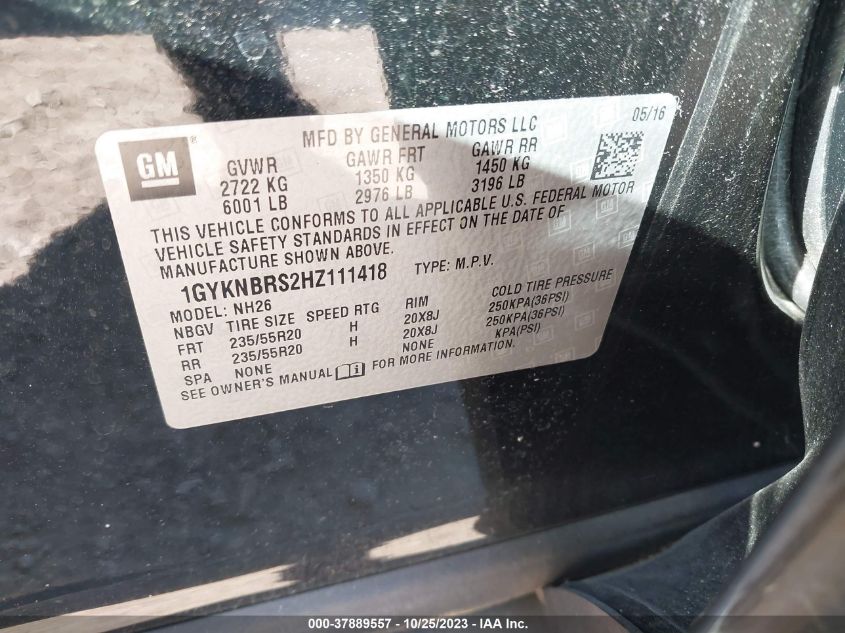 MFD BY GENERAL MOTORS LLC 05/16
GM
GVWR GAWR FRT GAWR RR
2722 KG 1350 KG 1450 KG
6001 LB 2976 LB 3196 LB
THIS VEHICLE CONFORMS TO ALL APPLICABLE U.S. FEDERAL MOTOR
VEHICLE SAFETY STANDARDS IN EFFECT ON THE DATE OF
MANUFACTURE SHOWN ABOVE.
1GYKNBRS2HZ111418 TYPE: M.P.V.
MODEL: NH26
NBGV TIRE SIZE SPEED RTG RIM COLD TIRE PRESSURE
FRT 235/55R20 H 20X8J 250KPA(36PSI)
RR 235/55R20 H 20X8J 250KPA(36PSI)
SPA NONE NONE KPA(PSI)
SEE OWNER'S MANUAL FOR MORE INFORMATION.
000-37889557 - 10/25/2023 - IAA Inc.